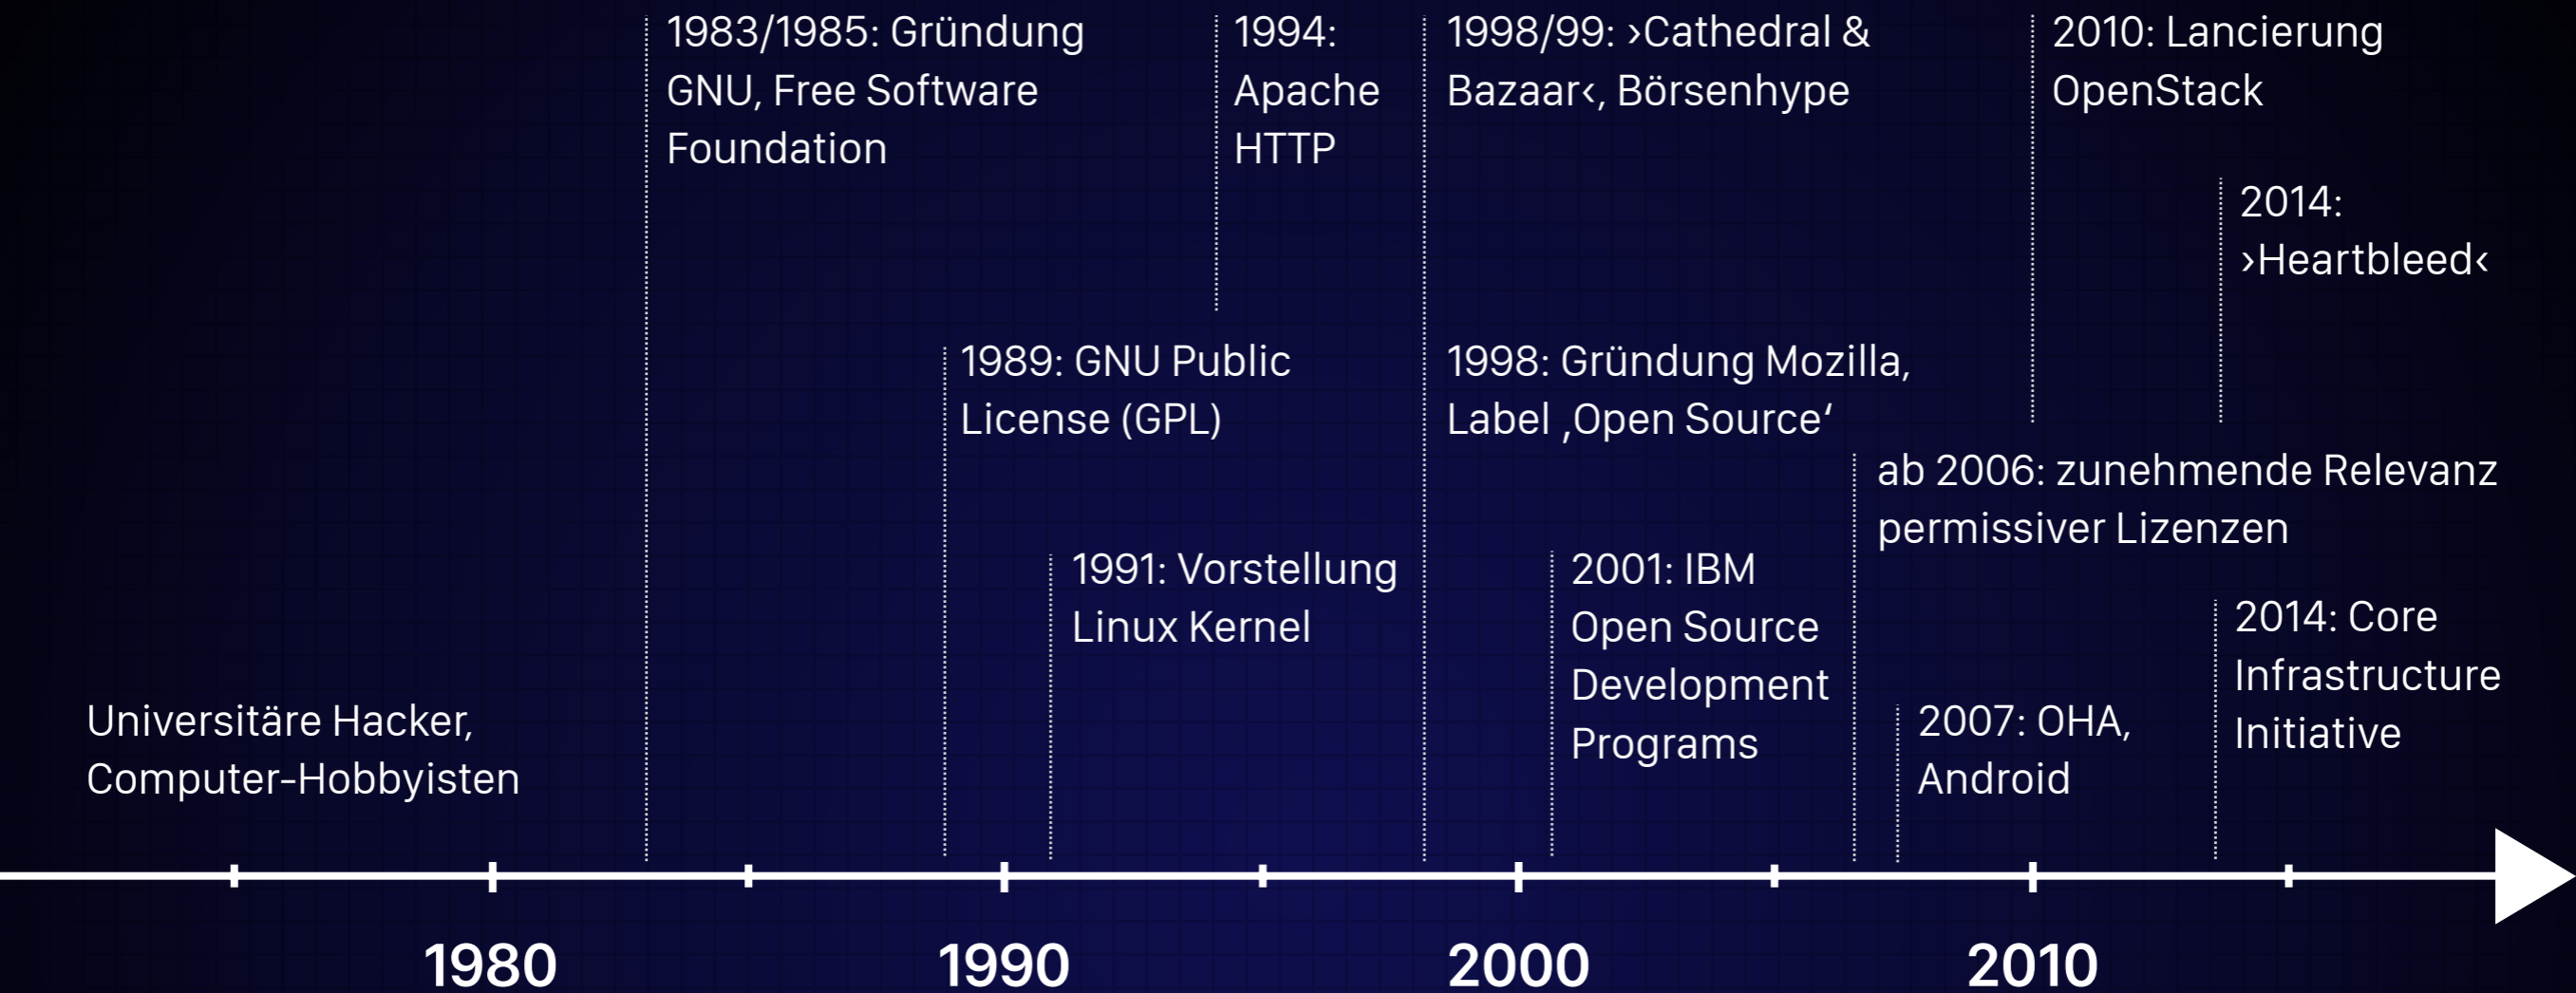 1983/1985: Gründung
GNU, Free Software
Foundation
1994:
Apache
HTTP
1998/99: ›Cathedral &
Bazaar‹, Börsenhype
2010: Lancierung
OpenStack
2014:
›Heartbleed‹
1989: GNU Public
License (GPL)
1998: Gründung Mozilla,
Label ‚Open Source‘
ab 2006: zunehmende Relevanz
permissiver Lizenzen
1991: Vorstellung
Linux Kernel
2001: IBM
Open Source
Development
Programs
2014: Core
Infrastructure
Initiative
Universitäre Hacker,
Computer-Hobbyisten
2007: OHA,
Android
1980
1990
2000
2010